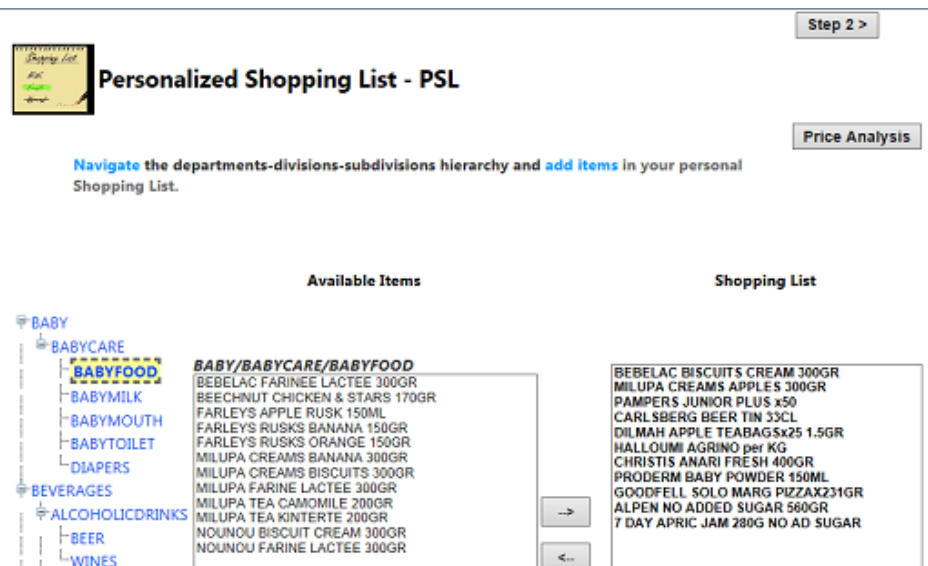 Step 2 >
Shopping List
Personalized Shopping List - PSL
Price Analysis
Navigate the departments-divisions-subdivisions hierarchy and add items in your personal
Shopping List.
Available Items
Shopping List
BABY
BABYCARE
BABYFOOD
BABYMILK
BABYMOUTH
BABYTOILET
DIAPERS
BEVERAGES
ALCOHOLICDRINKS
BEER
WINES
BABY/BABYCARE/BABYFOOD
BEBELAC FARINEE LACTEE 300GR
BEECHNUT CHICKEN & STARS 170GR
FARLEYS APPLE RUSK 150ML
FARLEYS RUSKS BANANA 150GR
FARLEYS RUSKS ORANGE 150GR
MILUPA CREAMS BANANA 300GR
MILUPA CREAMS BISCUITS 300GR
MILUPA FARINE LACTEE 300GR
MILUPA TEA CAMOMILE 200GR
MILUPA TEA KINTERTE 200GR
NOUNOU BISCUIT CREAM 300GR
NOUNOU FARINE LACTEE 300GR
-->
<--
BEBELAC BISCUITS CREAM 300GR
MILUPA CREAMS APPLES 300GR
PAMPERS JUNIOR PLUS x50
CARLSBERG BEER TIN 33CL
DILMAH APPLE TEABAGSx25 1.5GR
HALLOUMI AGRINO per KG
CHRISTIS ANARI FRESH 400GR
PRODERM BABY POWDER 150ML
GOODFELL SOLO MARG PIZZAX231GR
ALPEN NO ADDED SUGAR 560GR
7 DAY APRIC JAM 280G NO AD SUGAR